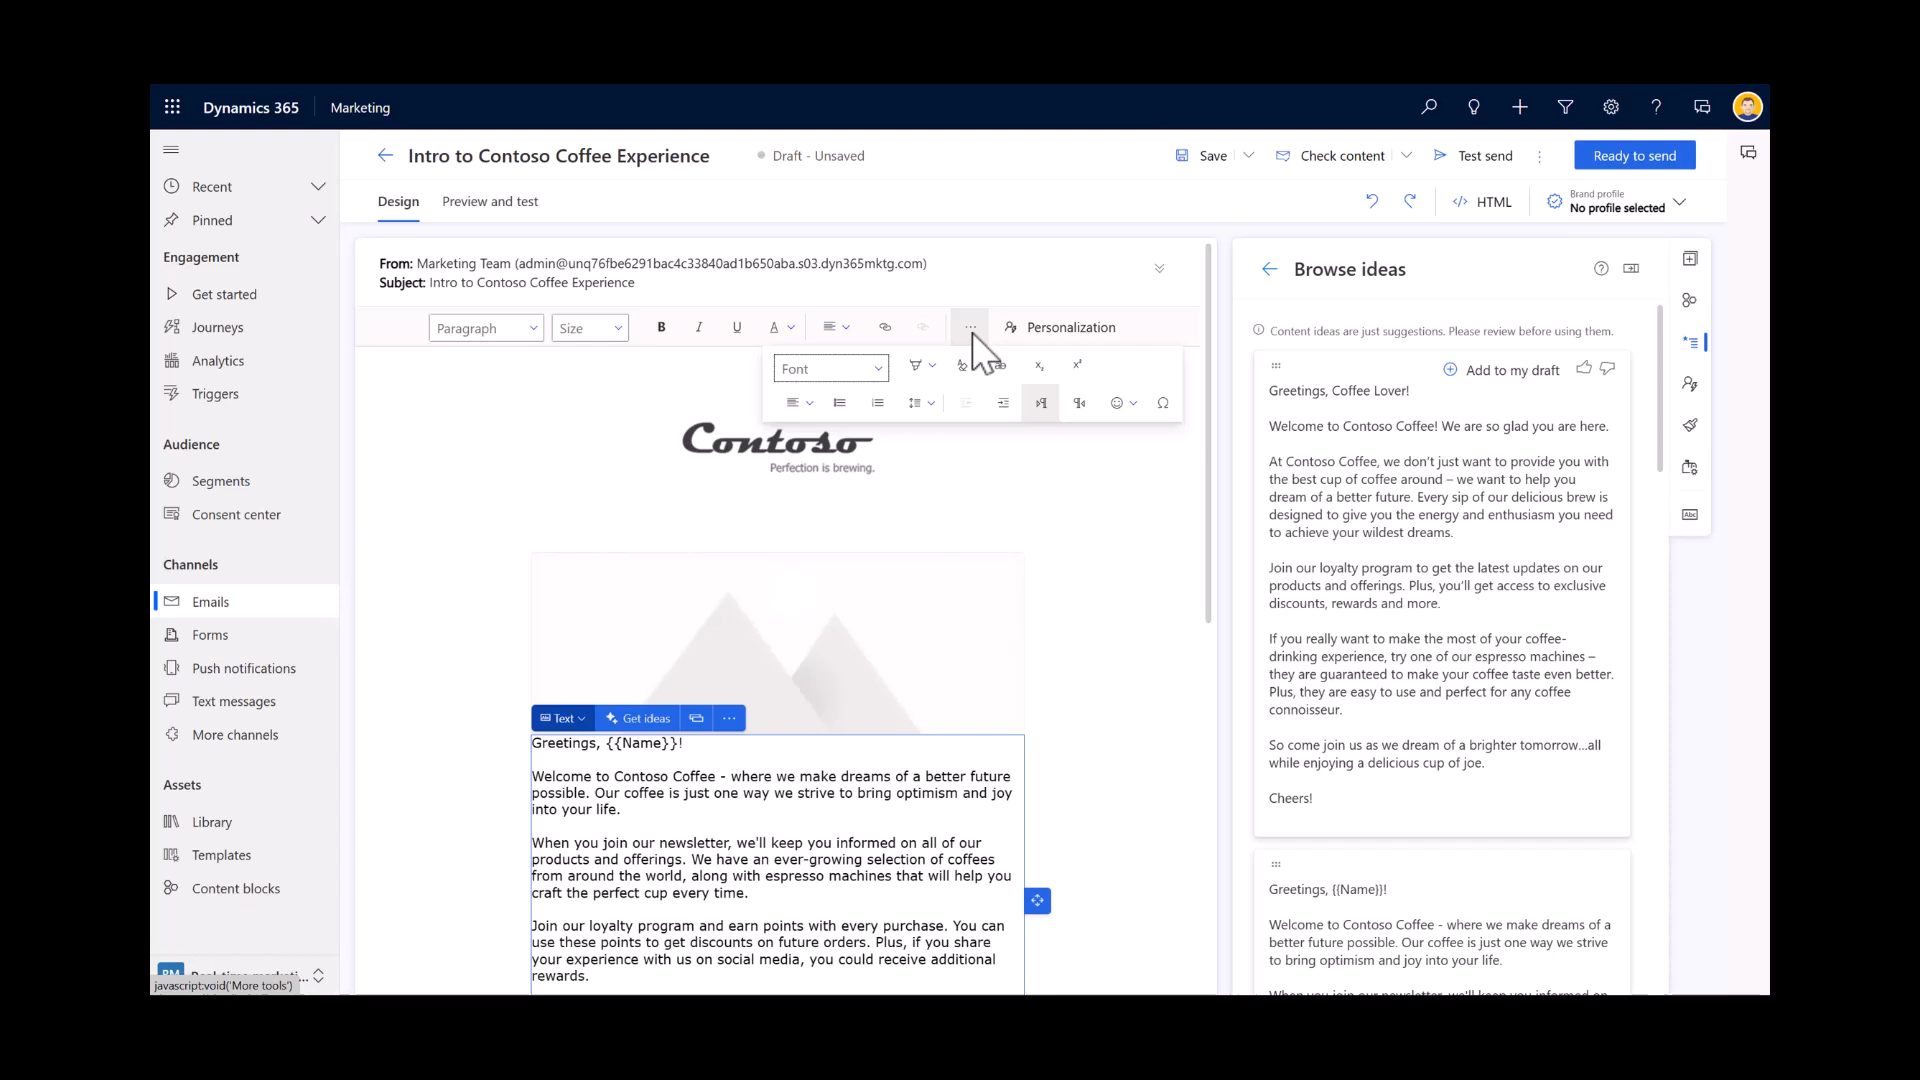 Dynamics 365
Marketing
Intro to Contoso Coffee Experience
Draft - Unsaved
Save
Check content
Test send
Ready to send
Design
Preview and test
HTML
Brand profile
No profile selected
Recent
Pinned
Engagement
Get started
Journeys
Analytics
Triggers
Audience
Segments
Consent center
Channels
Emails
Forms
Push notifications
Text messages
More channels
Assets
Library
Templates
Content blocks
javascript:void('More tools')
From: Marketing Team (admin@unq76fbe6291bac4c33840ad1b650aba.s03.dyn365mktg.com)
Subject: Intro to Contoso Coffee Experience
Paragraph
Size
B
I
U
A
Personalization
Font
Contoso
Perfection is brewing.
Text
Get ideas
Greetings, {{Name}}!
Welcome to Contoso Coffee - where we make dreams of a better future
possible. Our coffee is just one way we strive to bring optimism and joy
into your life.
When you join our newsletter, we'll keep you informed on all of our
products and offerings. We have an ever-growing selection of coffees
from around the world, along with espresso machines that will help you
craft the perfect cup every time.
Join our loyalty program and earn points with every purchase. You can
use these points to get discounts on future orders. Plus, if you share
your experience with us on social media, you could receive additional
rewards.
Browse ideas
Content ideas are just suggestions. Please review before using them.
Add to my draft
Greetings, Coffee Lover!
Welcome to Contoso Coffee! We are so glad you are here.
At Contoso Coffee, we don't just want to provide you with
the best cup of coffee around – we want to help you
dream of a better future. Every sip of our delicious brew is
designed to give you the energy and enthusiasm you need
to achieve your wildest dreams.
Join our loyalty program to get the latest updates on our
products and offerings. Plus, you'll get access to exclusive
discounts, rewards and more.
If you really want to make the most of your coffee-
drinking experience, try one of our espresso machines –
they are guaranteed to make your coffee taste even better.
Plus, they are easy to use and perfect for any coffee
connoisseur.
So come join us as we dream of a brighter tomorrow...all
while enjoying a delicious cup of joe.
Cheers!
Greetings, {{Name}}!
Welcome to Contoso Coffee - where we make dreams of a
better future possible. Our coffee is just one way we strive
to bring optimism and joy into your life.
When you join our newsletter, we'll keep you informed on
Abc